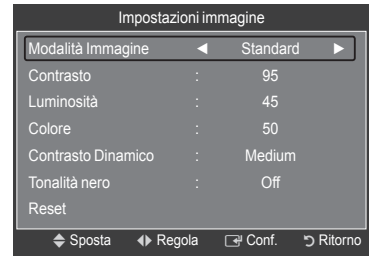 Impostazioni immagine
Modalità Immagine ◄ Standard ►
Contrasto : 95
Luminosità : 45
Colore : 50
Contrasto Dinamico : Medium
Tonalità nero : Off
Reset
Sposta Regola Conf. Ritorno